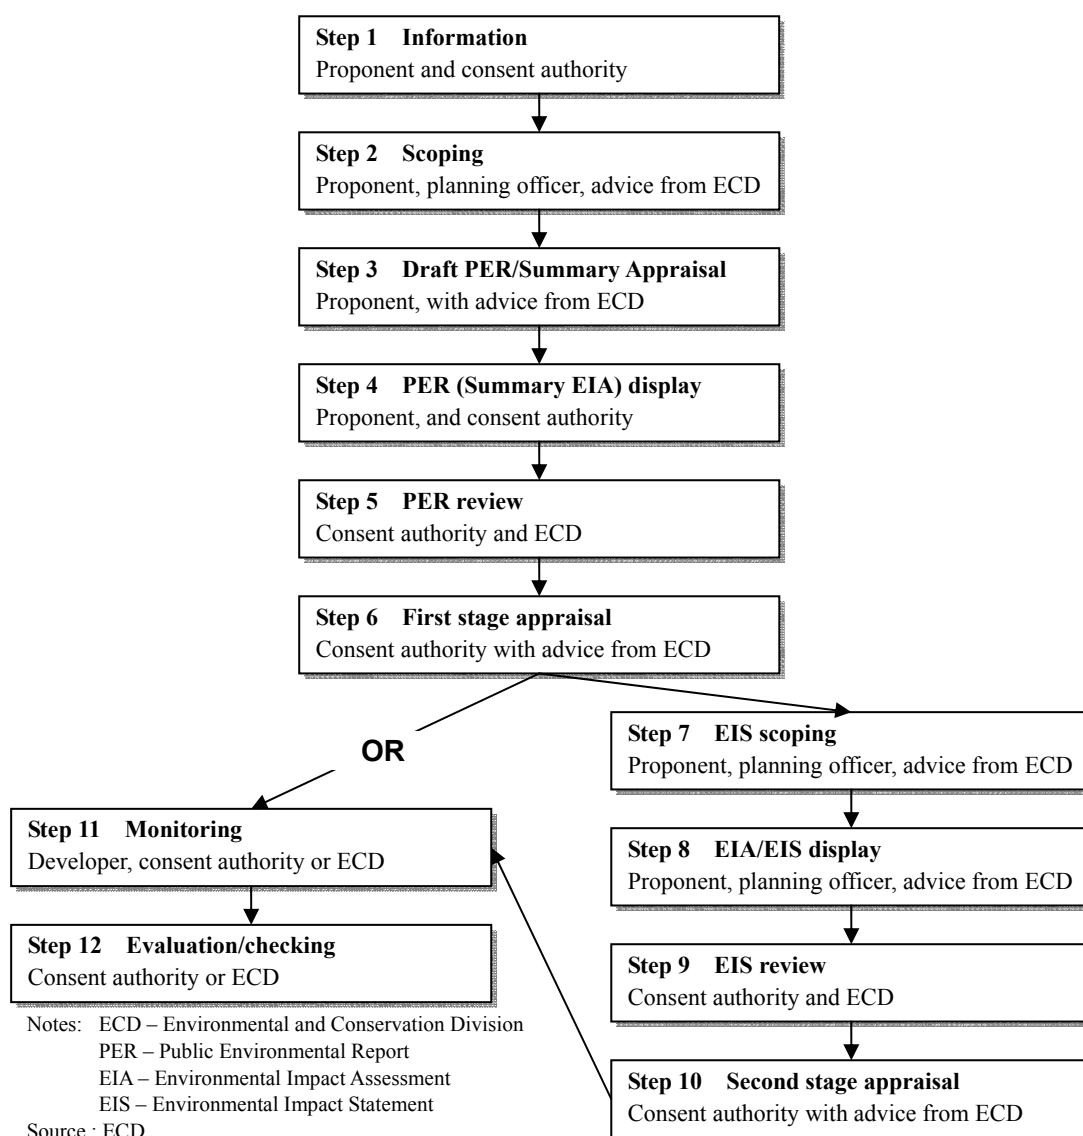 Step 1 Information
Proponent and consent authority
Step 2 Scoping
Proponent, planning officer, advice from ECD
Step 3 Draft PER/Summary Appraisal
Proponent, with advice from ECD
Step 4 PER (Summary EIA) display
Proponent, and consent authority
Step 5 PER review
Consent authority and ECD
Step 6 First stage appraisal
Consent authority with advice from ECD
OR
Step 7 EIS scoping
Proponent, planning officer, advice from ECD
Step 8 EIA/EIS display
Proponent, planning officer, advice from ECD
Step 9 EIS review
Consent authority and ECD
Step 10 Second stage appraisal
Consent authority with advice from ECD
Step 11 Monitoring
Developer, consent authority or ECD
Step 12 Evaluation/checking
Consent authority or ECD
Notes: ECD – Environmental and Conservation Division
PER – Public Environmental Report
EIA – Environmental Impact Assessment
EIS – Environmental Impact Statement
Source : ECD